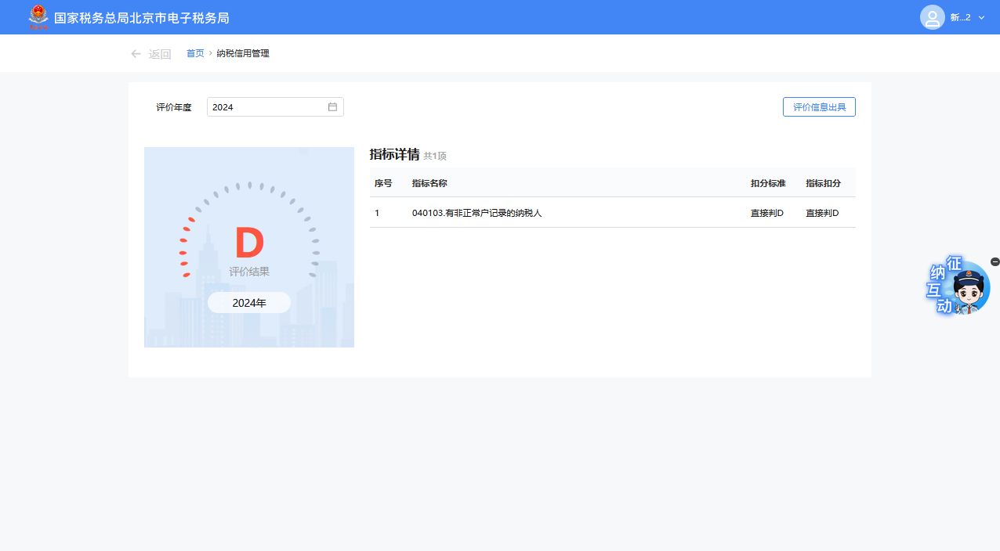 国家税务总局北京市电子税务局
新...2
返回 首页 > 纳税信用管理
评价年度 2024 评价信息出具
指标详情 共1项
序号 指标名称 扣分标准 指标扣分
1 040103.有非正常户记录的纳税人 直接判D 直接判D
D
评价结果
2024年
征纳互动